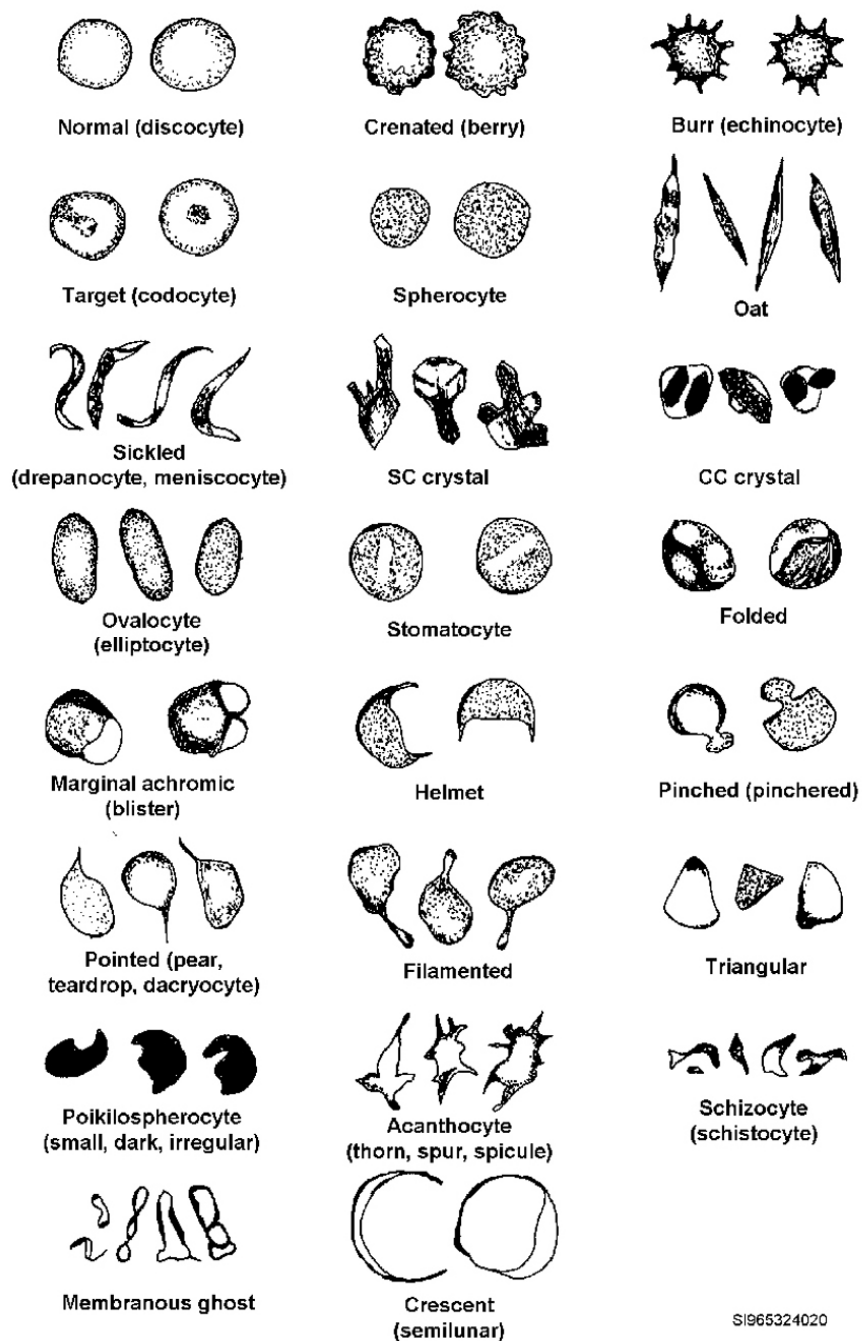 Normal (discocyte)
Crenated (berry)
Burr (echinocyte)
Target (codocyte)
Spherocyte
Oat
Sickled
(drepanocyte, meniscocyte)
SC crystal
CC crystal
Ovalocyte
(elliptocyte)
Stomatocyte
Folded
Marginal achromic
(blister)
Helmet
Pinched (pinchered)
Pointed (pear,
teardrop, dacryocyte)
Filamented
Triangular
Poikilospherocyte
(small, dark, irregular)
Acanthocyte
(thorn, spur, spicule)
Schizocyte
(schistocyte)
Membranous ghost
Crescent
(semilunar)
SI965324020